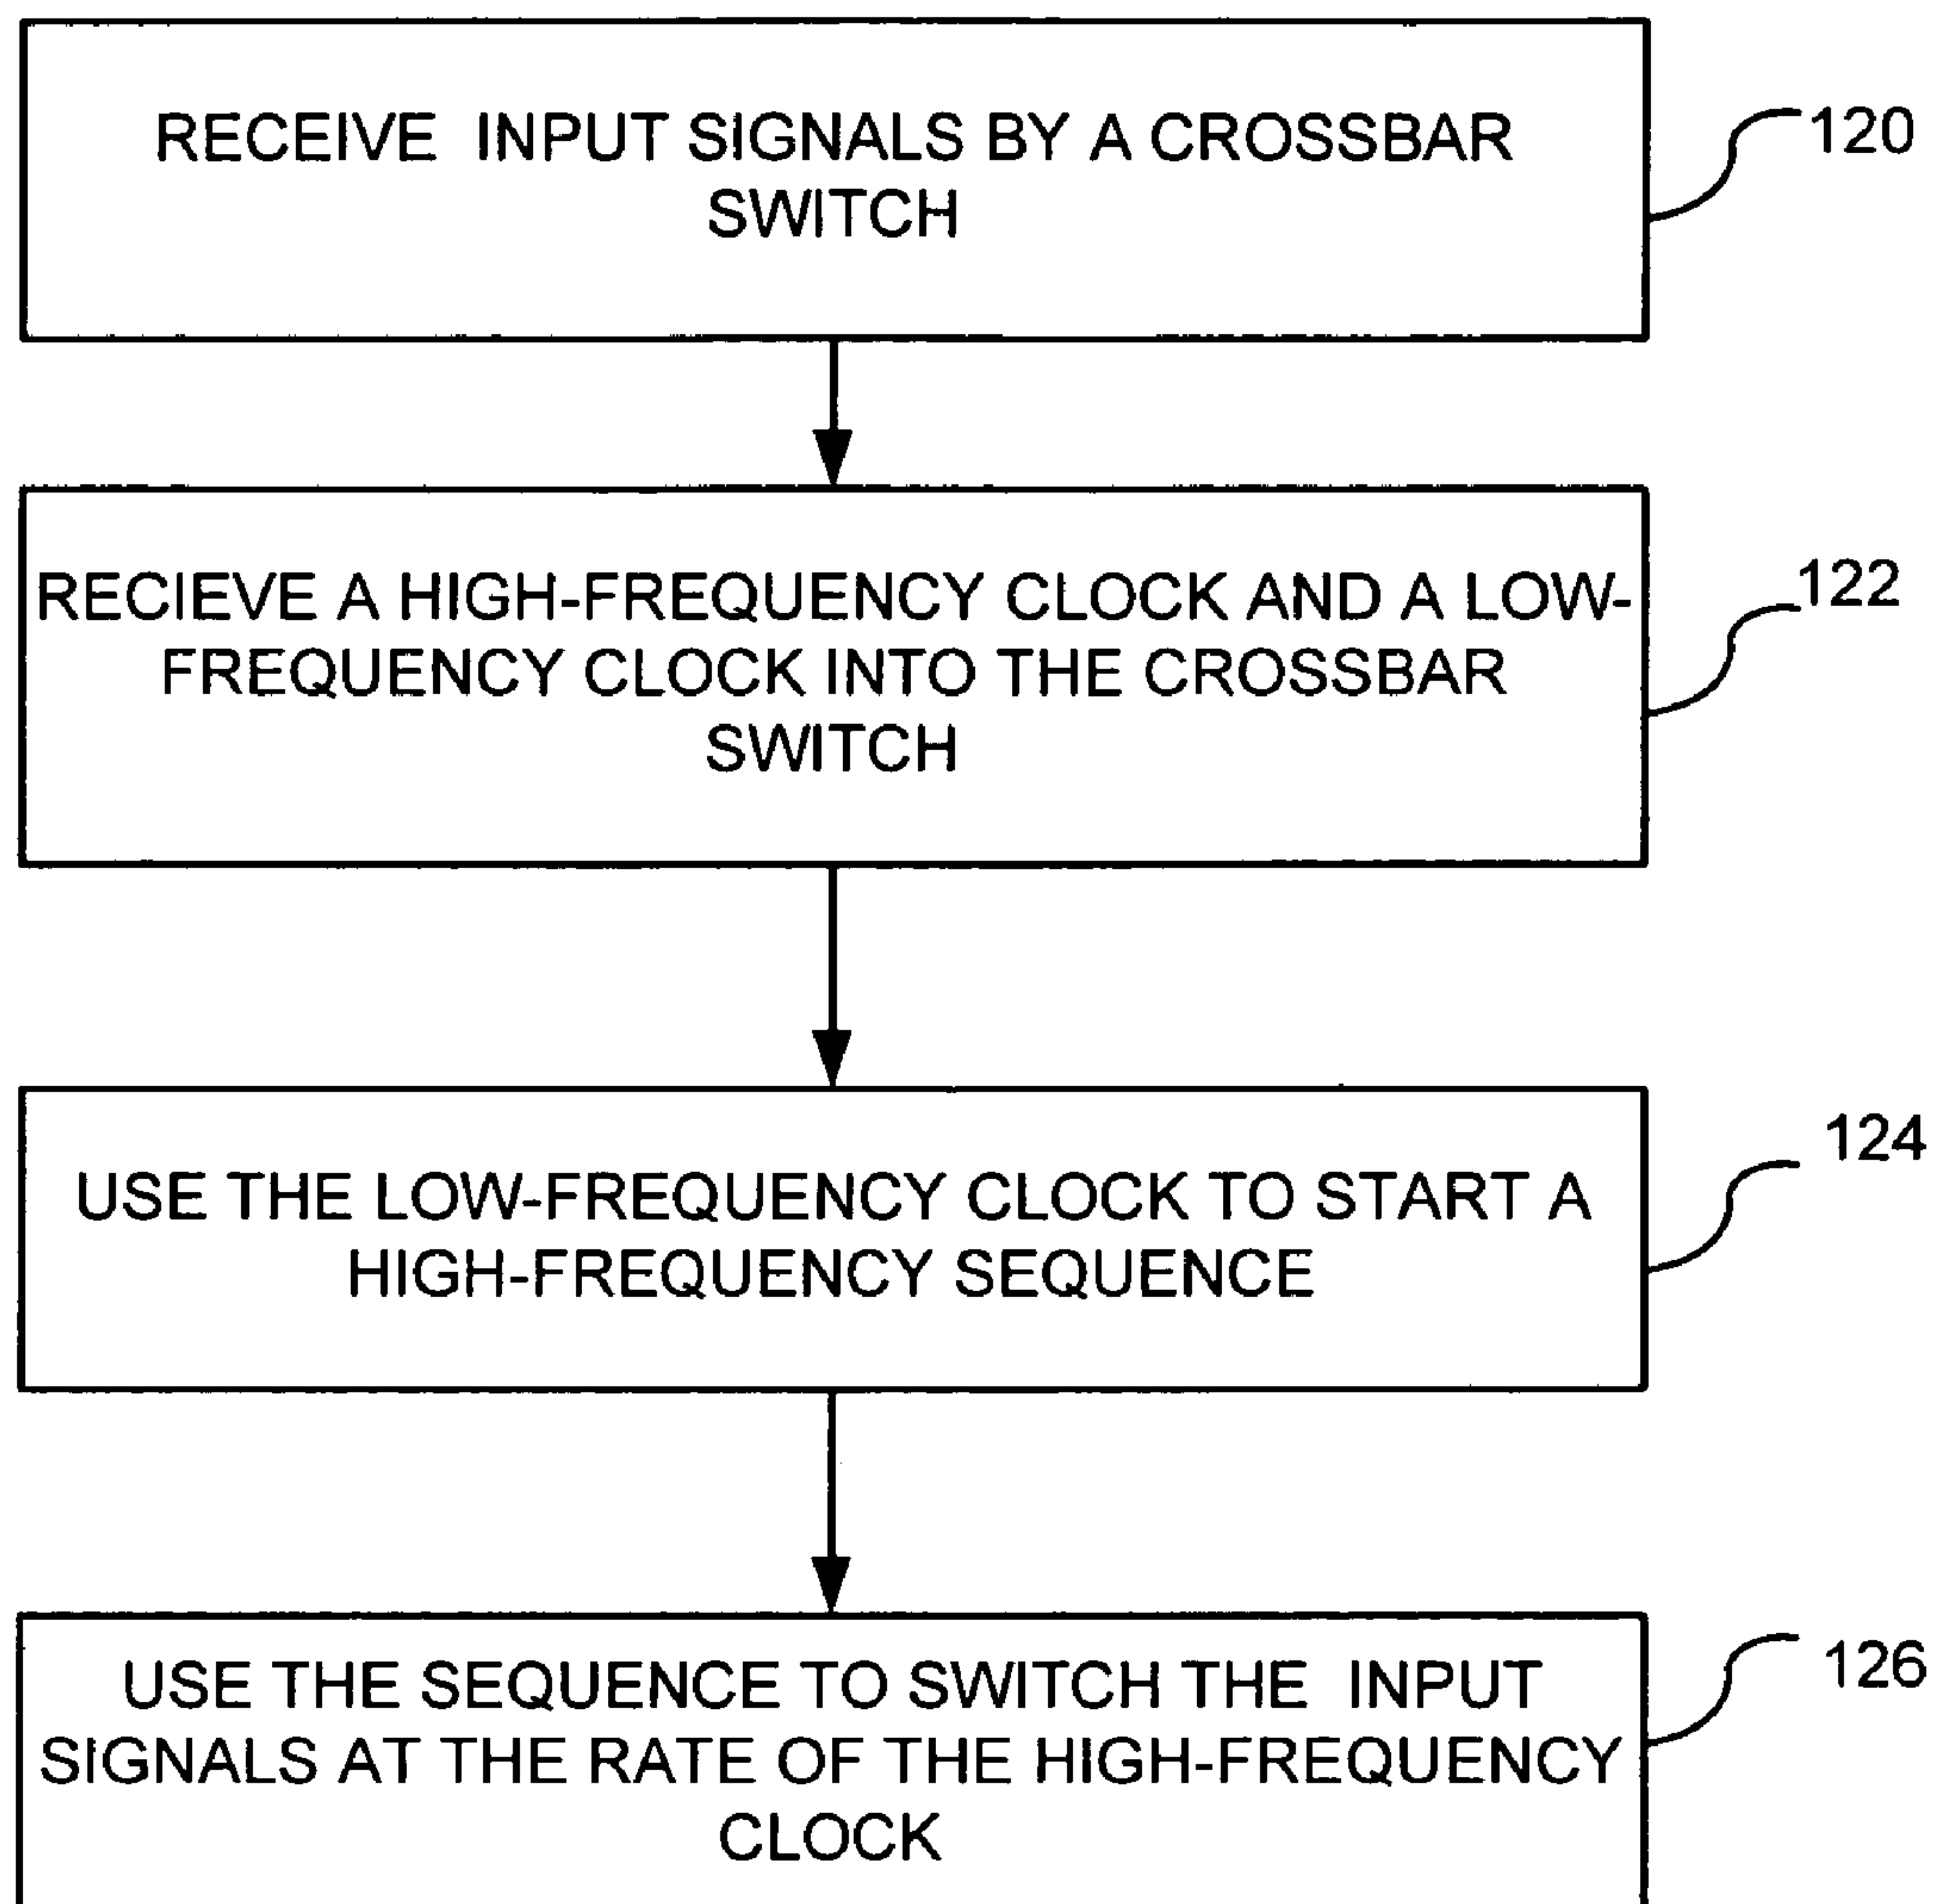 RECEIVE INPUT SIGNALS BY A CROSSBAR
SWITCH
120
RECIEVE A HIGH-FREQUENCY CLOCK AND A LOW-
FREQUENCY CLOCK INTO THE CROSSBAR
SWITCH
122
USE THE LOW-FREQUENCY CLOCK TO START A
HIGH-FREQUENCY SEQUENCE
124
USE THE SEQUENCE TO SWITCH THE INPUT
SIGNALS AT THE RATE OF THE HIGH-FREQUENCY
CLOCK
126